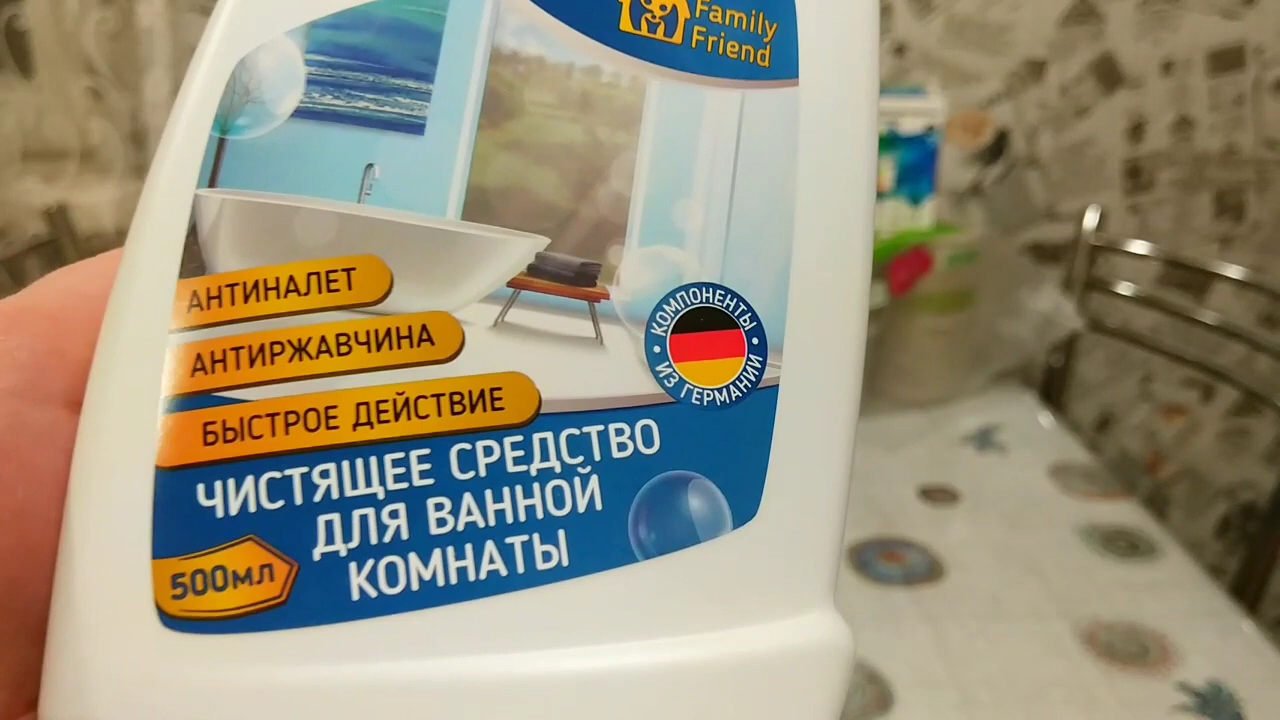 Family
Friend
АНТИНАЛЕТ
АНТИРЖАВЧИНА
БЫСТРОЕ ДЕЙСТВИЕ
КОМПОНЕНТЫ
ИЗ ГЕРМАНИИ
ЧИСТЯЩЕЕ СРЕДСТВО
ДЛЯ ВАННОЙ
КОМНАТЫ
500мл